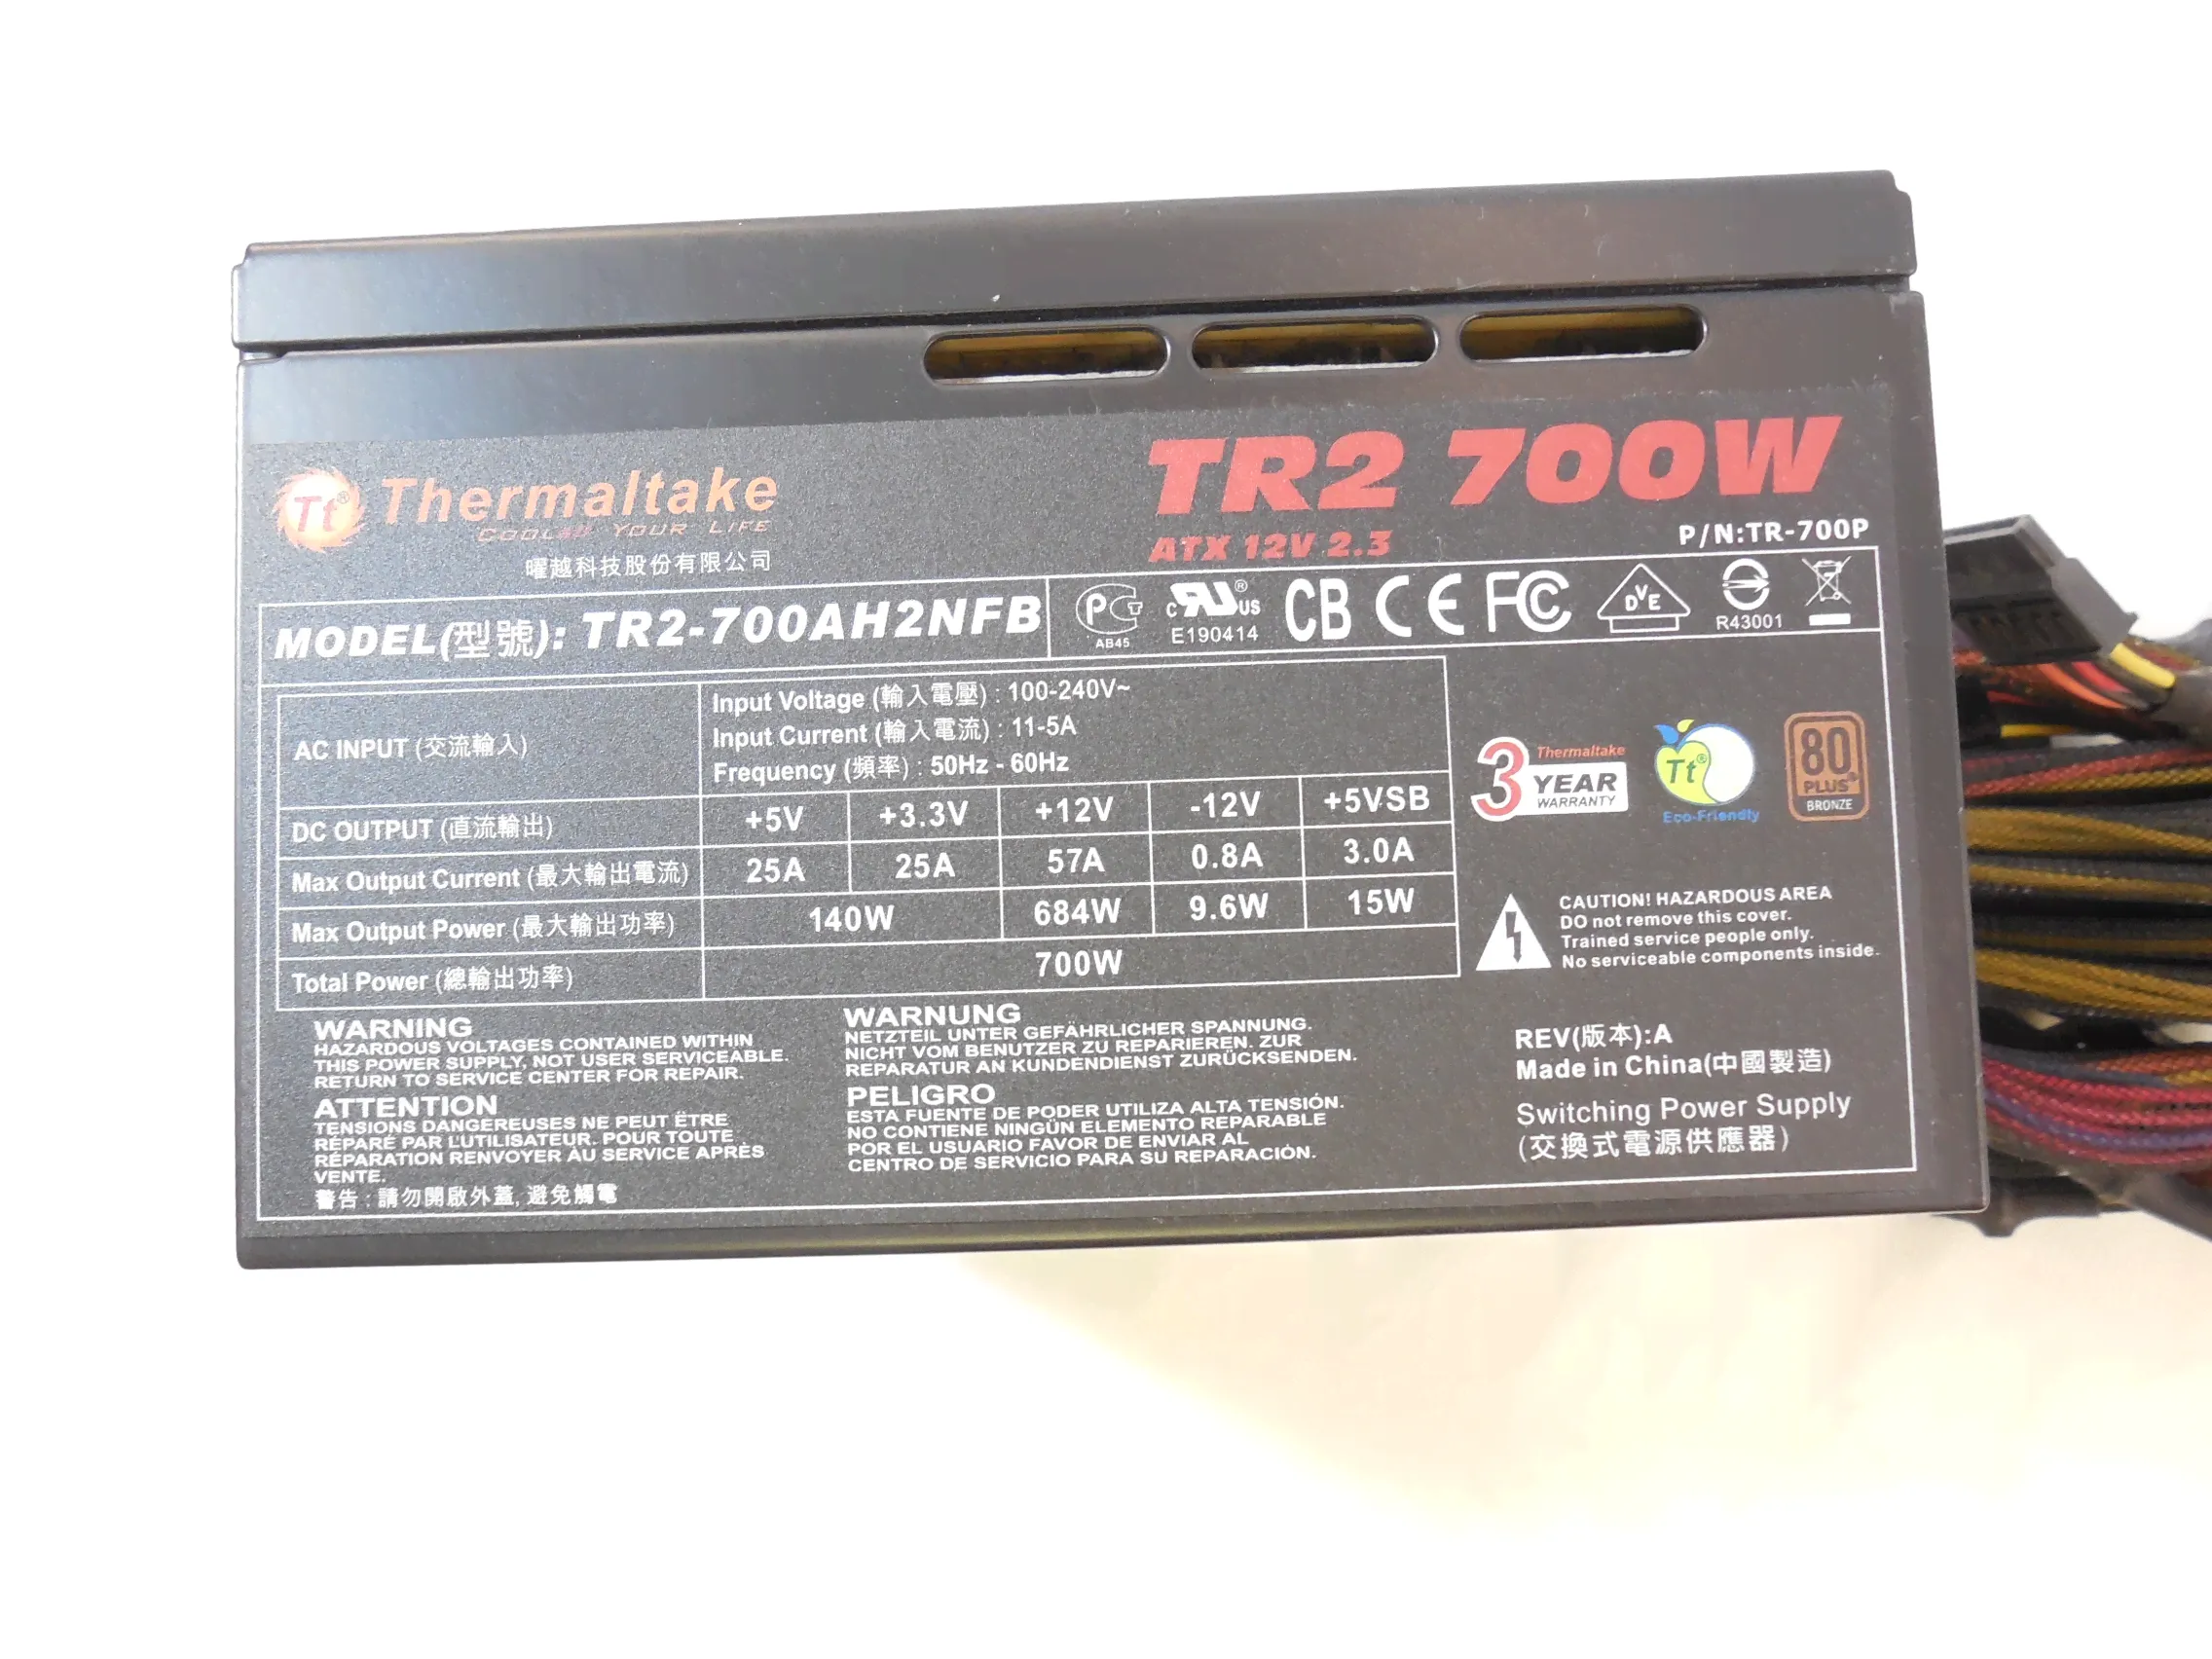 Tt® Thermaltake
COOL ALL YOUR LIFE
曜越科技股份有限公司
TR2 700W
ATX 12V 2.3
P/N:TR-700P
MODEL(型號): TR2-700AH2NFB
AB45
c RU® US
E190414
CB CE FC
DVE
R43001
AC INPUT (交流輸入)
Input Voltage (輸入電壓) : 100-240V~
Input Current (輸入電流) : 11-5A
Frequency (頻率) : 50Hz - 60Hz
DC OUTPUT (直流輸出) +5V +3.3V +12V -12V +5VSB
Max Output Current (最大輸出電流) 25A 25A 57A 0.8A 3.0A
Max Output Power (最大輸出功率) 140W 684W 9.6W 15W
Total Power (總輸出功率) 700W
3 Thermaltake
YEAR
WARRANTY
Tt®
Eco-Friendly
80
PLUS®
BRONZE
CAUTION! HAZARDOUS AREA
DO not remove this cover.
Trained service people only.
No serviceable components inside.
WARNING
HAZARDOUS VOLTAGES CONTAINED WITHIN
THIS POWER SUPPLY, NOT USER SERVICEABLE.
RETURN TO SERVICE CENTER FOR REPAIR.
ATTENTION
TENSIONS DANGEREUSES NE PEUT ËTRE
RÉPARÉ PAR L'UTILISATEUR. POUR TOUTE
RÉPARATION RENVOYER AU SERVICE APRÈS
VENTE.
警告 : 請勿開啟外蓋, 避免觸電
WARNUNG
NETZTEIL UNTER GEFÄHRLICHER SPANNUNG.
NICHT VOM BENUTZER ZU REPARIEREN. ZUR
REPARATUR AN KUNDENDIENST ZURÜCKSENDEN.
PELIGRO
ESTA FUENTE DE PODER UTILIZA ALTA TENSIÓN.
NO CONTIENE NINGÚN ELEMENTO REPARABLE
POR EL USUARIO FAVOR DE ENVIAR AL
CENTRO DE SERVICIO PARA SU REPARACIÓN.
REV(版本):A
Made in China(中國製造)
Switching Power Supply
(交換式電源供應器)